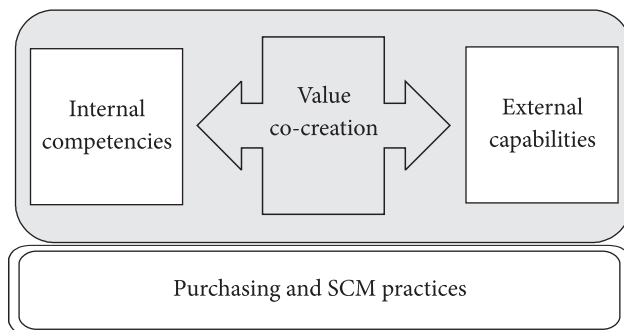 Internal
competencies
Value
co-creation
External
capabilities
Purchasing and SCM practices